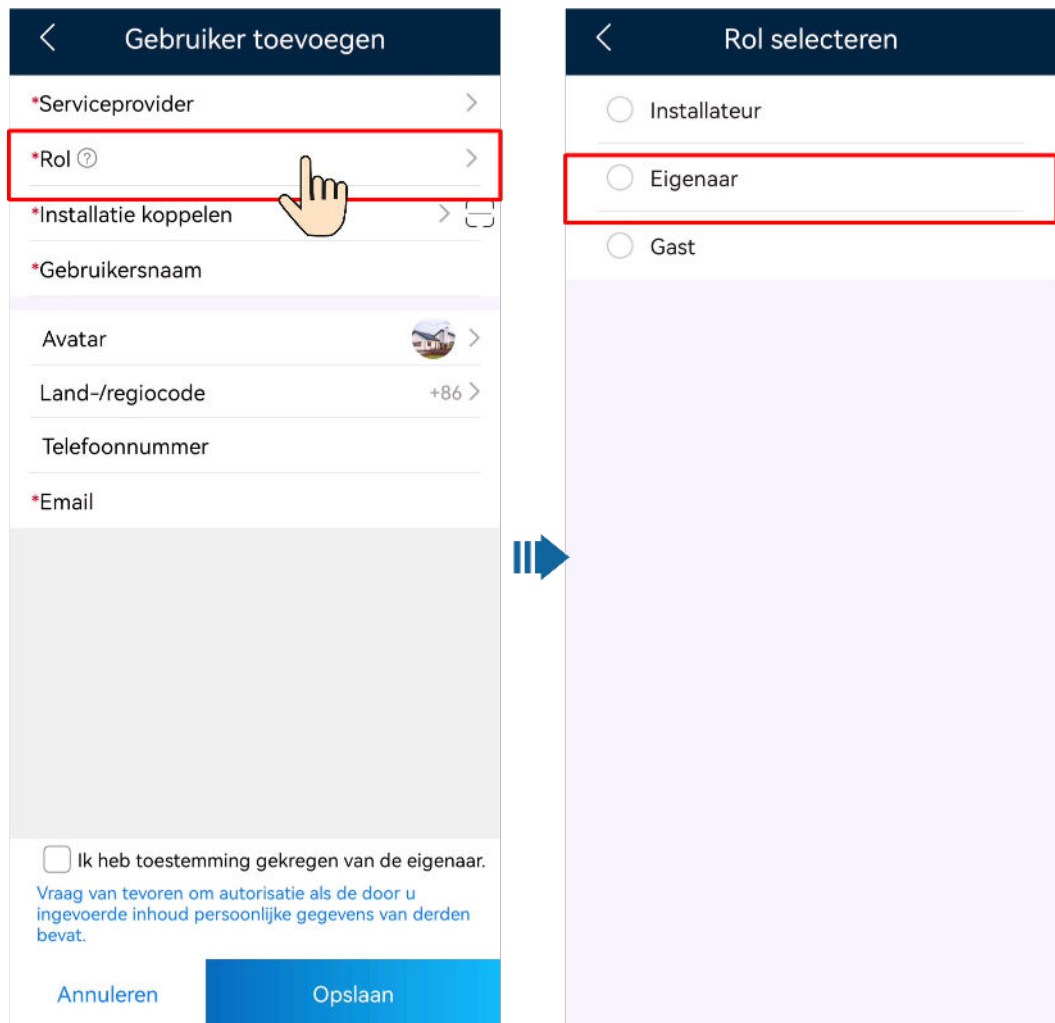 Gebruiker toevoegen
*Serviceprovider
*Rol ?
*Installatie koppelen
*Gebruikersnaam
Avatar
Land-/regiocode +86
Telefoonnummer
*Email
Ik heb toestemming gekregen van de eigenaar.
Vraag van tevoren om autorisatie als de door u
ingevoerde inhoud persoonlijke gegevens van derden
bevat.
Annuleren Opslaan
Rol selecteren
Installateur
Eigenaar
Gast